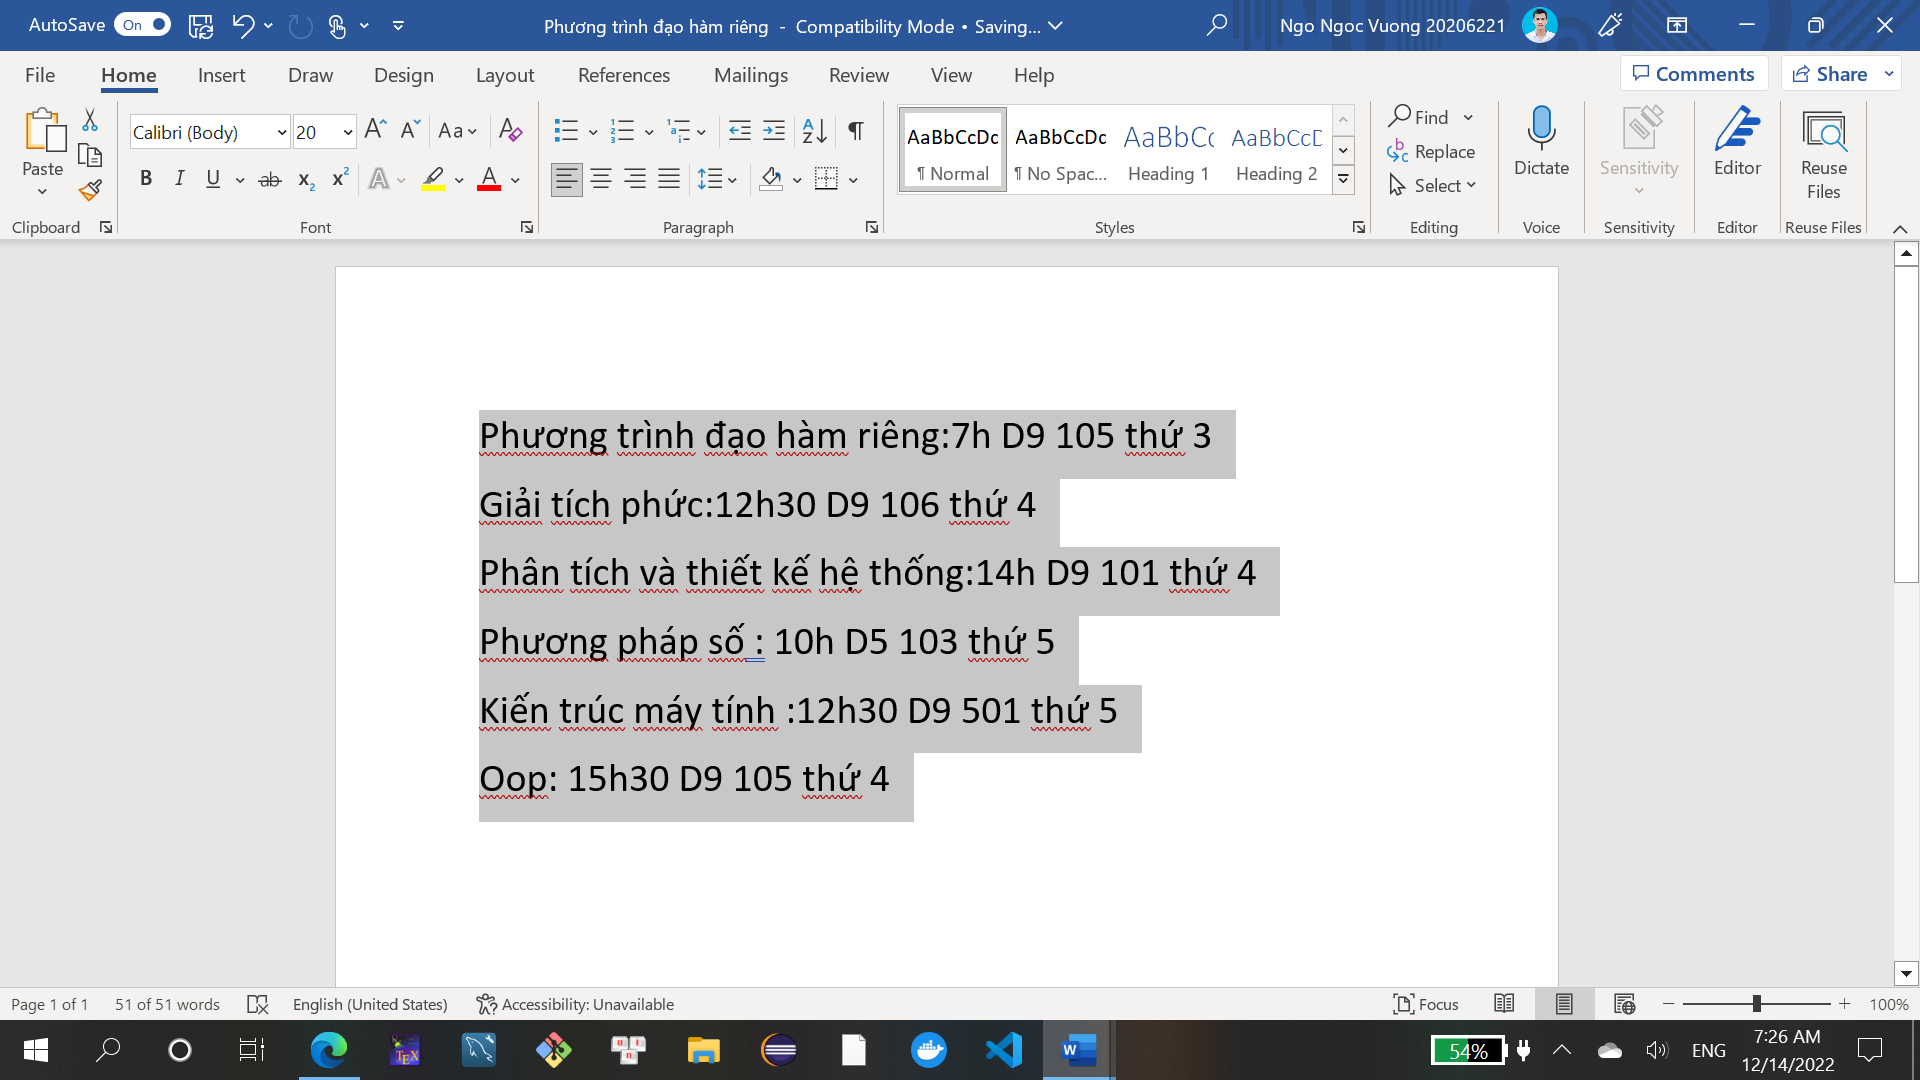 AutoSave On Phương trình đạo hàm riêng - Compatibility Mode • Saving... Ngo Ngoc Vuong 20206221
File Home Insert Draw Design Layout References Mailings Review View Help Comments Share
Paste
Calibri (Body) 20 Aa
B I U ab x2 x2 A A
AaBbCcDc AaBbCcDc AaBbCc AaBbCcD
¶ Normal ¶ No Spac... Heading 1 Heading 2
Find
Replace
Select
Dictate Sensitivity Editor Reuse Files
Clipboard Font Paragraph Styles Editing Voice Sensitivity Editor Reuse Files
Phương trình đạo hàm riêng:7h D9 105 thứ 3
Giải tích phức:12h30 D9 106 thứ 4
Phân tích và thiết kế hệ thống:14h D9 101 thứ 4
Phương pháp số : 10h D5 103 thứ 5
Kiến trúc máy tính :12h30 D9 501 thứ 5
Oop: 15h30 D9 105 thứ 4
Page 1 of 1 51 of 51 words English (United States) Accessibility: Unavailable Focus 100%
54% ENG 7:26 AM
12/14/2022